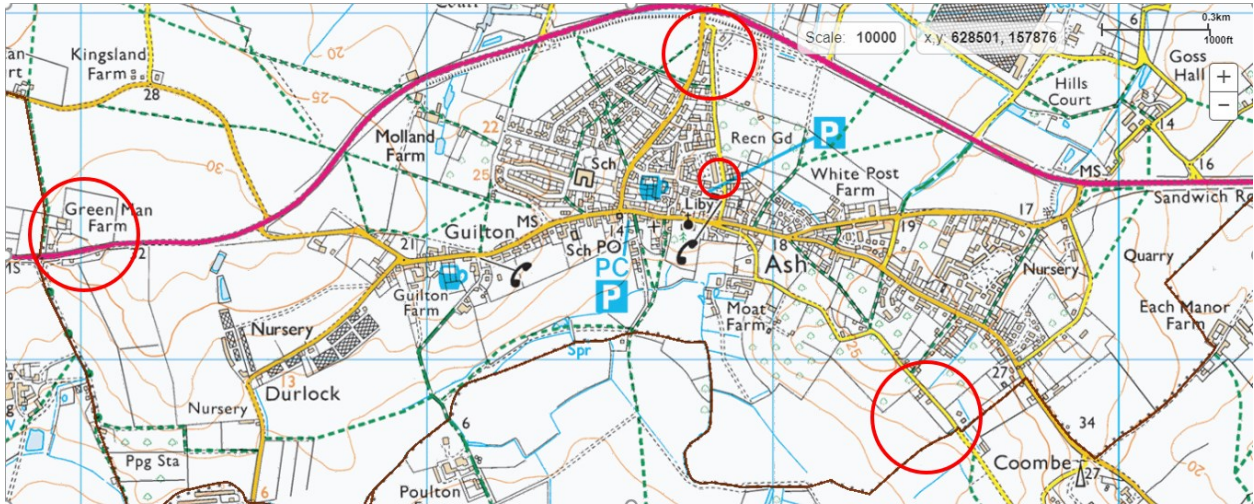 Scale: 10000
x,y: 628501, 157876
0.3km
1000ft
+
−
Kingsland
Farm
28
20
25
30
22
25
Molland
Farm
Sch
Recn Gd
P
Hills
Court
6
Goss
Hall
14
16
MS
Sandwich
White Post
Farm
17
19
18
Green Man
Farm
MS
21
Guilton
MS
9
14
Liby
Sch PO
PC
P
Ash
Guilton
Farm
Moat
Farm
Nursery
Quarry
Each Manor
Farm
Nursery
Spr
13
Durlock
Nursery
Ppg Sta
6
6
Poulton
27
34
Coombe
27
20